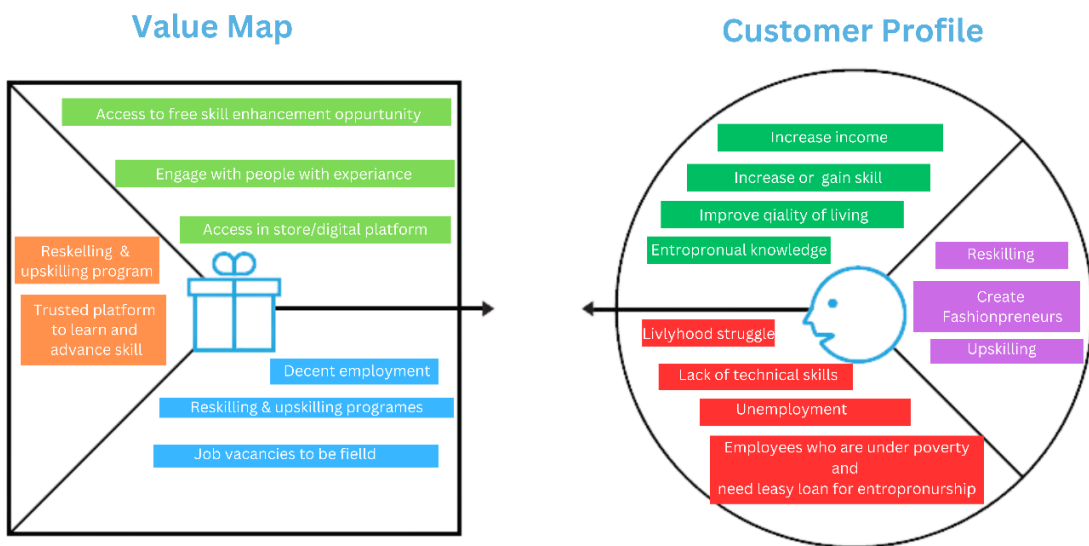 Value Map
Access to free skill enhancement oppurtunity
Engage with people with experiance
Access in store/digital platform
Reskelling &
upskilling program
Trusted platform
to learn and
advance skill
Decent employment
Reskilling & upskilling programes
Job vacancies to be fielld
Customer Profile
Increase income
Increase or gain skill
Improve qiality of living
Entropronual knowledge
Reskilling
Create
Fashionpreneurs
Upskilling
Livlyhood struggle
Lack of technical skills
Unemployment
Employees who are under poverty
and
need leasy loan for entropronurship